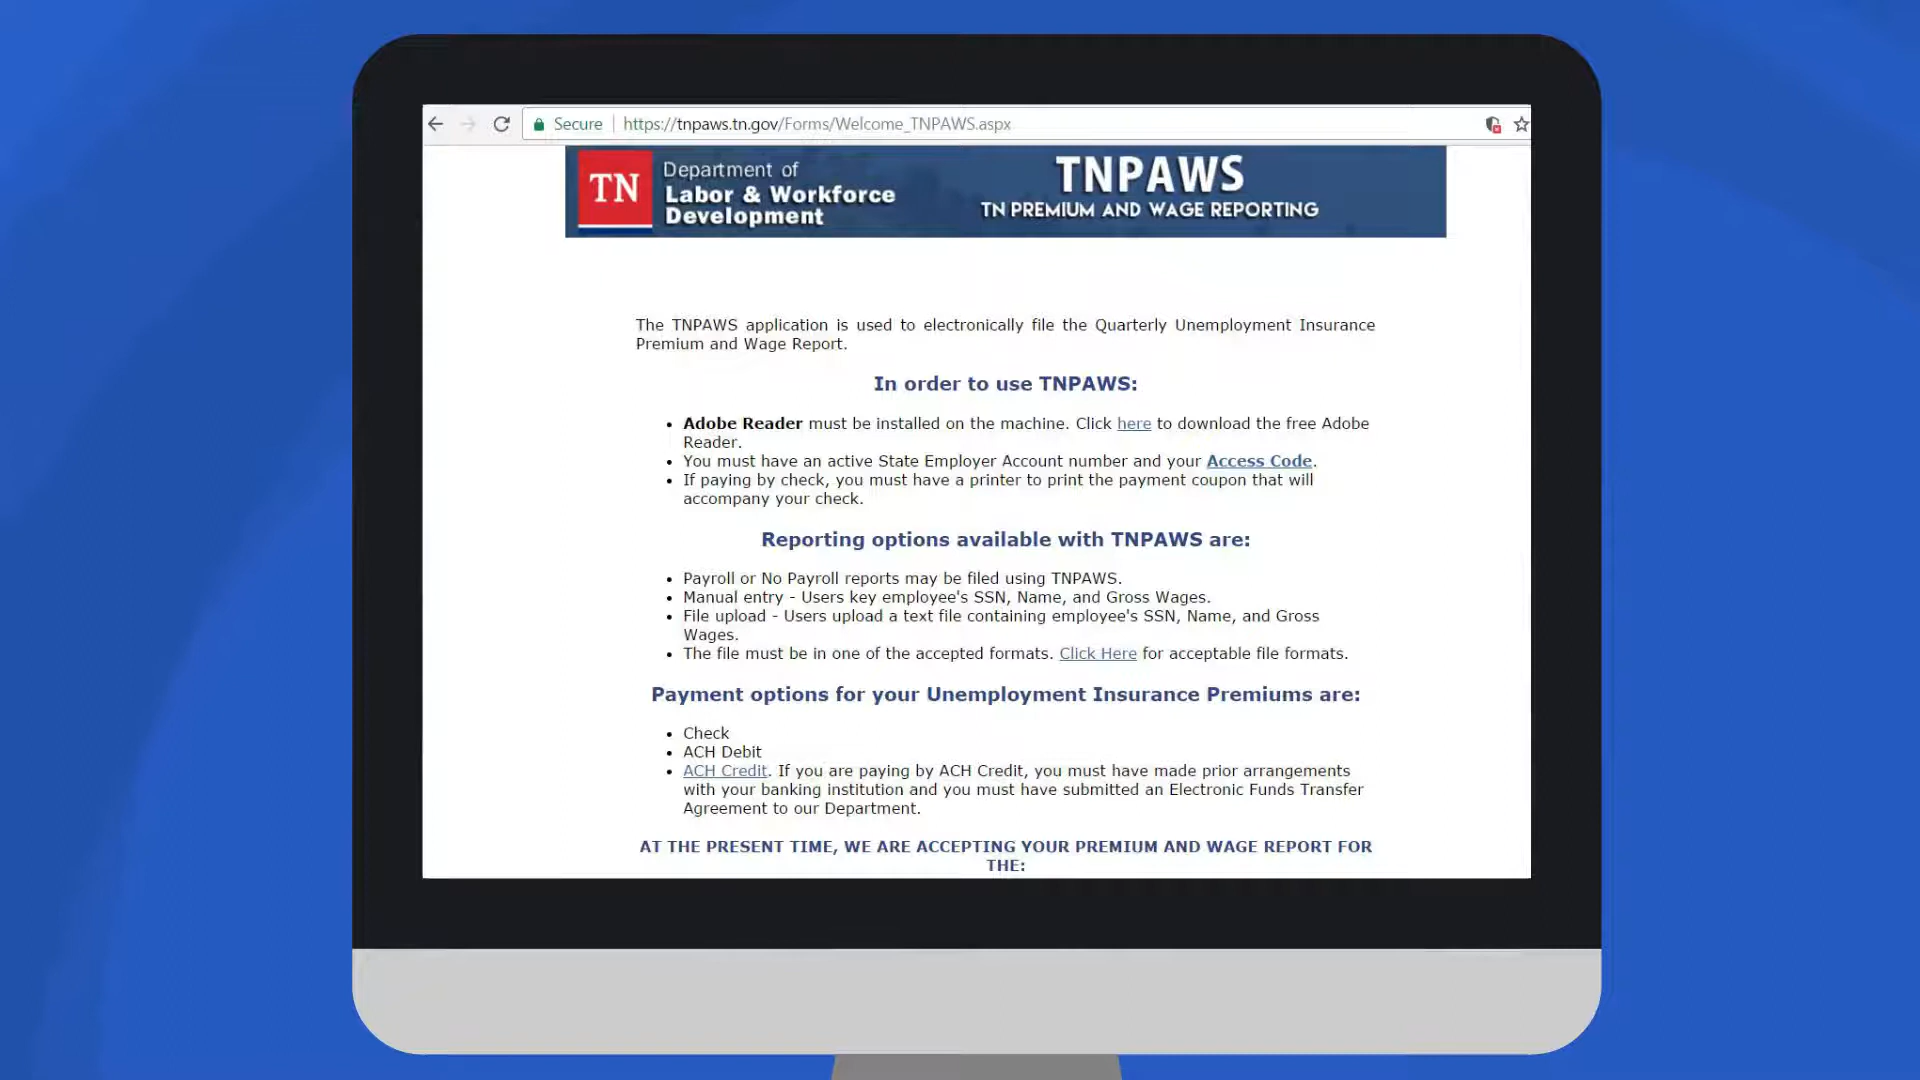 Secure https://tnpaws.tn.gov/Forms/Welcome_TNPAWS.aspx
TN
Department of
Labor & Workforce
Development
TNPAWS
TN PREMIUM AND WAGE REPORTING
The TNPAWS application is used to electronically file the Quarterly Unemployment Insurance
Premium and Wage Report.
In order to use TNPAWS:
• Adobe Reader must be installed on the machine. Click here to download the free Adobe
Reader.
• You must have an active State Employer Account number and your Access Code.
• If paying by check, you must have a printer to print the payment coupon that will
accompany your check.
Reporting options available with TNPAWS are:
• Payroll or No Payroll reports may be filed using TNPAWS.
• Manual entry - Users key employee's SSN, Name, and Gross Wages.
• File upload - Users upload a text file containing employee's SSN, Name, and Gross
Wages.
• The file must be in one of the accepted formats. Click Here for acceptable file formats.
Payment options for your Unemployment Insurance Premiums are:
• Check
• ACH Debit
• ACH Credit. If you are paying by ACH Credit, you must have made prior arrangements
with your banking institution and you must have submitted an Electronic Funds Transfer
Agreement to our Department.
AT THE PRESENT TIME, WE ARE ACCEPTING YOUR PREMIUM AND WAGE REPORT FOR
THE: